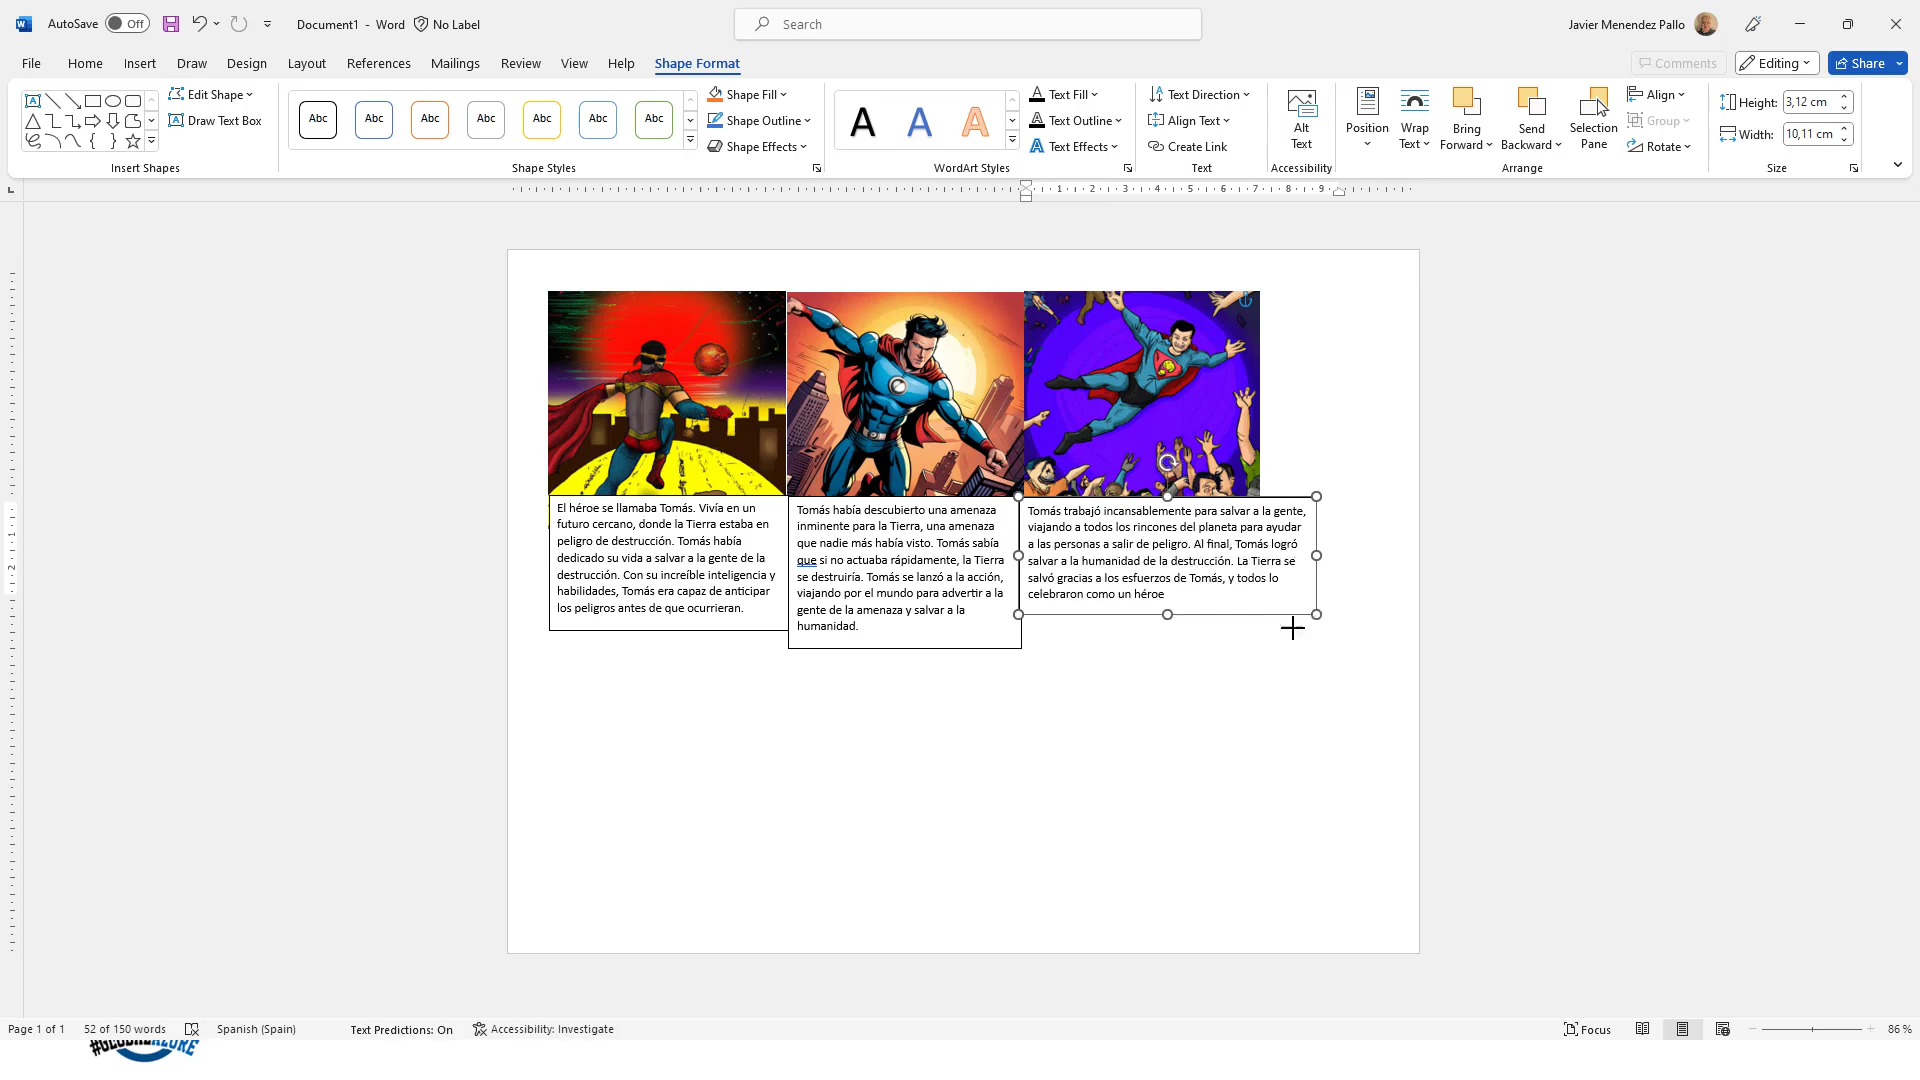 AutoSave Off Document1 - Word No Label Search Javier Menendez Pallo
File Home Insert Draw Design Layout References Mailings Review View Help Shape Format Comments Editing Share
Edit Shape
Draw Text Box
Insert Shapes
Abc Abc Abc Abc Abc Abc Abc
Shape Fill
Shape Outline
Shape Effects
Shape Styles
A A A
Text Fill
Text Outline
Text Effects
WordArt Styles
Text Direction
Align Text
Create Link
Text
Alt
Text
Accessibility
Position
Wrap
Text
Bring
Forward
Send
Backward
Selection
Pane
Align
Group
Rotate
Arrange
Height: 3,12 cm
Width: 10,11 cm
Size
1 2 3 4 5 6 7 8 9
El héroe se llamaba Tomás. Vivía en un
futuro cercano, donde la Tierra estaba en
peligro de destrucción. Tomás había
dedicado su vida a salvar a la gente de la
destrucción. Con su increíble inteligencia y
habilidades, Tomás era capaz de anticipar
los peligros antes de que ocurrieran.
Tomás había descubierto una amenaza
inminente para la Tierra, una amenaza
que nadie más había visto. Tomás sabía
que si no actuaba rápidamente, la Tierra
se destruiría. Tomás se lanzó a la acción,
viajando por el mundo para advertir a la
gente de la amenaza y salvar a la
humanidad.
Tomás trabajó incansablemente para salvar a la gente,
viajando a todos los rincones del planeta para ayudar
a las personas a salir de peligro. Al final, Tomás logró
salvar a la humanidad de la destrucción. La Tierra se
salvó gracias a los esfuerzos de Tomás, y todos lo
celebraron como un héroe
1
2
Page 1 of 1 52 of 150 words Spanish (Spain) Text Predictions: On Accessibility: Investigate Focus 86 %
#GLOBALAZURE